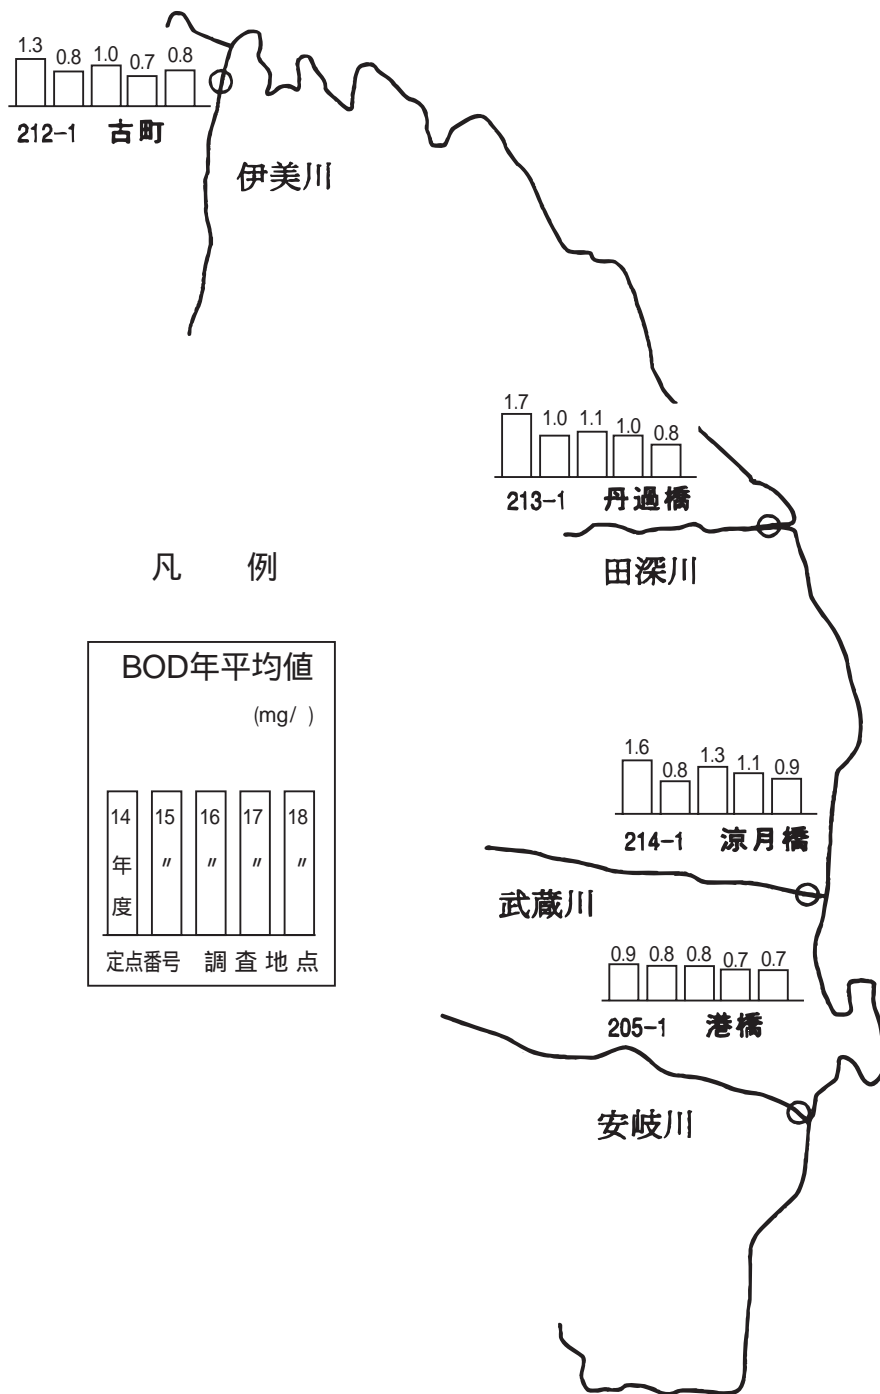 1.3 0.8 1.0 0.7 0.8
212-1 古町
伊美川
1.7 1.0 1.1 1.0 0.8
213-1 丹過橋
田深川
凡 例
BOD年平均値
(mg/ )
14年度 15〃 16〃 17〃 18〃
定点番号 調査地点
1.6 0.8 1.3 1.1 0.9
214-1 涼月橋
武蔵川
0.9 0.8 0.8 0.7 0.7
205-1 港橋
安岐川